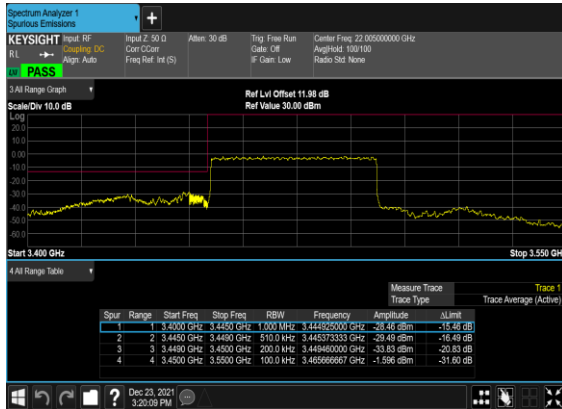 Spectrum Analyzer 1
Spurious Emissions
+
KEYSIGHT Input: RF Input Z: 50 Ω Atten: 30 dB Trig: Free Run Center Freq: 22.005000000 GHz
RL Coupling: DC Corr CCorr Gate: Off Avg|Hold: 100/100
Align: Auto Freq Ref: Int (S) IF Gain: Low Radio Std: None
LV PASS
3 All Range Graph Ref Lvl Offset 11.98 dB
Scale/Div 10.0 dB Ref Value 30.00 dBm
Log
20.0
10.0
0.00
-10.0
-20.0
-30.0
-40.0
-50.0
-60.0
Start 3.400 GHz Stop 3.550 GHz
4 All Range Table
Measure Trace Trace 1
Trace Type Trace Average (Active)
Spur Range Start Freq Stop Freq RBW Frequency Amplitude ΔLimit
1 1 3.4000 GHz 3.4450 GHz 1.000 MHz 3.444925000 GHz -28.46 dBm -15.46 dB
2 2 3.4450 GHz 3.4490 GHz 510.0 kHz 3.445373333 GHz -29.49 dBm -16.49 dB
3 3 3.4490 GHz 3.4500 GHz 200.0 kHz 3.449460000 GHz -33.83 dBm -20.83 dB
4 4 3.4500 GHz 3.5500 GHz 100.0 kHz 3.465666667 GHz -1.596 dBm -31.60 dB
? Dec 23, 2021
3:20:09 PM